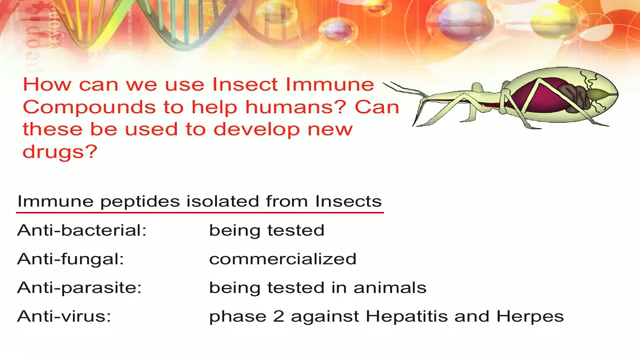 How can we use Insect Immune
Compounds to help humans? Can
these be used to develop new
drugs?
Immune peptides isolated from Insects
Anti-bacterial: being tested
Anti-fungal: commercialized
Anti-parasite: being tested in animals
Anti-virus: phase 2 against Hepatitis and Herpes